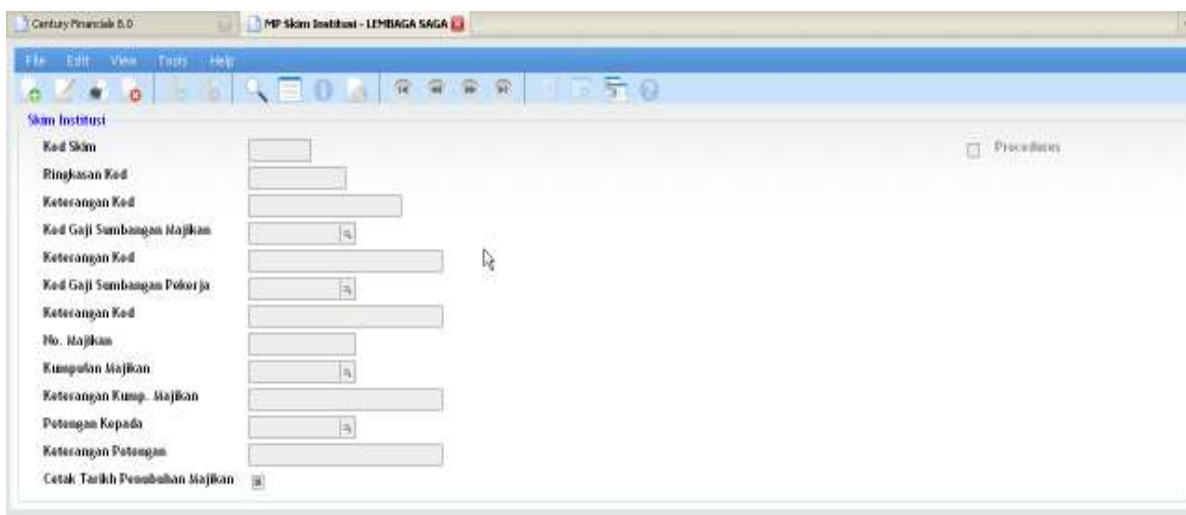 Century Financials 6.0
MP Skim Institusi - LEMBAGA SAGA
File Edit View Tools Help
Skim Institusi
Kod Skim
Procedures
Ringkasan Kod
Keterangan Kod
Kod Gaji Sumbangan Majikan
Keterangan Kod
Kod Gaji Sumbangan Pekerja
Keterangan Kod
No. Majikan
Kumpulan Majikan
Keterangan Kump. Majikan
Potongan Kepada
Keterangan Potongan
Cetak Tarikh Penubuhan Majikan